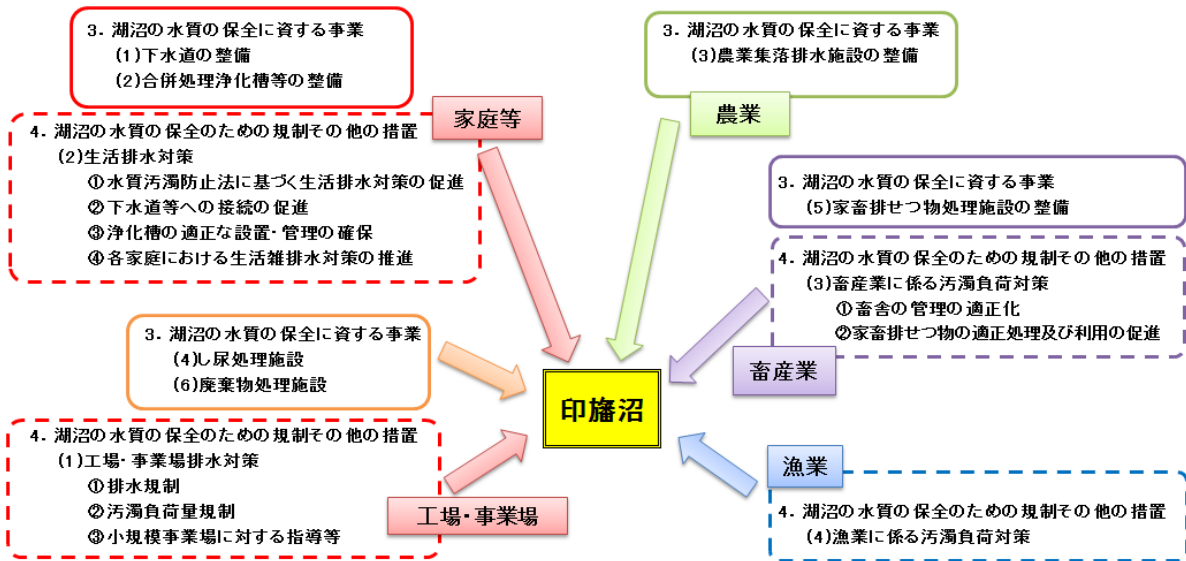 3. 湖沼の水質の保全に資する事業
(1)下水道の整備
(2)合併処理浄化槽等の整備
家庭等
4. 湖沼の水質の保全のための規制その他の措置
(2)生活排水対策
①水質汚濁防止法に基づく生活排水対策の促進
②下水道等への接続の促進
③浄化槽の適正な設置・管理の確保
④各家庭における生活雑排水対策の推進
3. 湖沼の水質の保全に資する事業
(3)農業集落排水施設の整備
農業
3. 湖沼の水質の保全に資する事業
(5)家畜排せつ物処理施設の整備
4. 湖沼の水質の保全のための規制その他の措置
(3)畜産業に係る汚濁負荷対策
①畜舎の管理の適正化
②家畜排せつ物の適正処理及び利用の促進
畜産業
3. 湖沼の水質の保全に資する事業
(4)し尿処理施設
(6)廃棄物処理施設
印旛沼
4. 湖沼の水質の保全のための規制その他の措置
(1)工場・事業場排水対策
①排水規制
②汚濁負荷量規制
③小規模事業場に対する指導等
工場・事業場
漁業
4. 湖沼の水質の保全のための規制その他の措置
(4)漁業に係る汚濁負荷対策